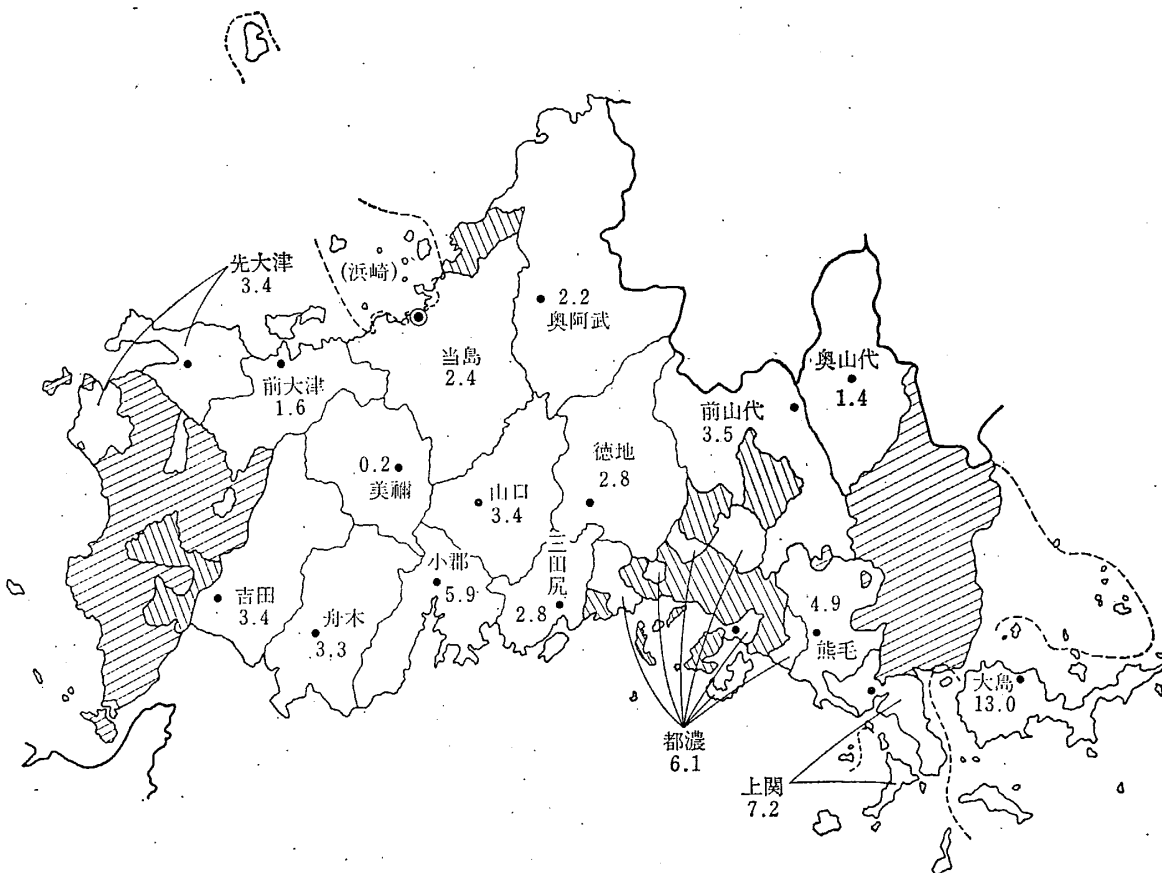 (浜崎)
先大津
3.4
2.2
奥阿武
当島
2.4
奥山代
1.4
前大津
1.6
前山代
3.5
0.2
美禰
徳地
2.8
山口
3.4
三田尻
2.8
小郡
5.9
吉田
3.4
舟木
3.3
4.9
熊毛
大島
13.0
都濃
6.1
上関
7.2